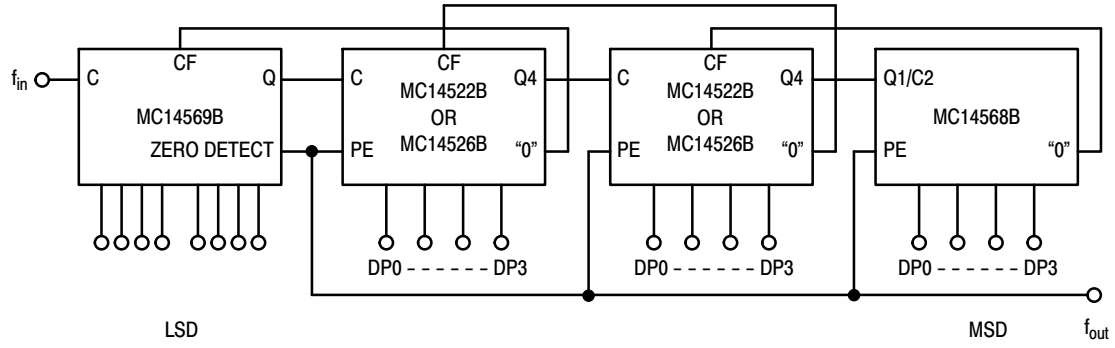 CF CF CF
f_in C Q C Q4 C Q4 Q1/C2
MC14569B MC14522B OR MC14526B MC14522B OR MC14526B MC14568B
ZERO DETECT PE "0" PE "0" PE "0"
DP0 - - - - - - DP3 DP0 - - - - - - DP3 DP0 - - - - - - DP3
LSD MSD f_out